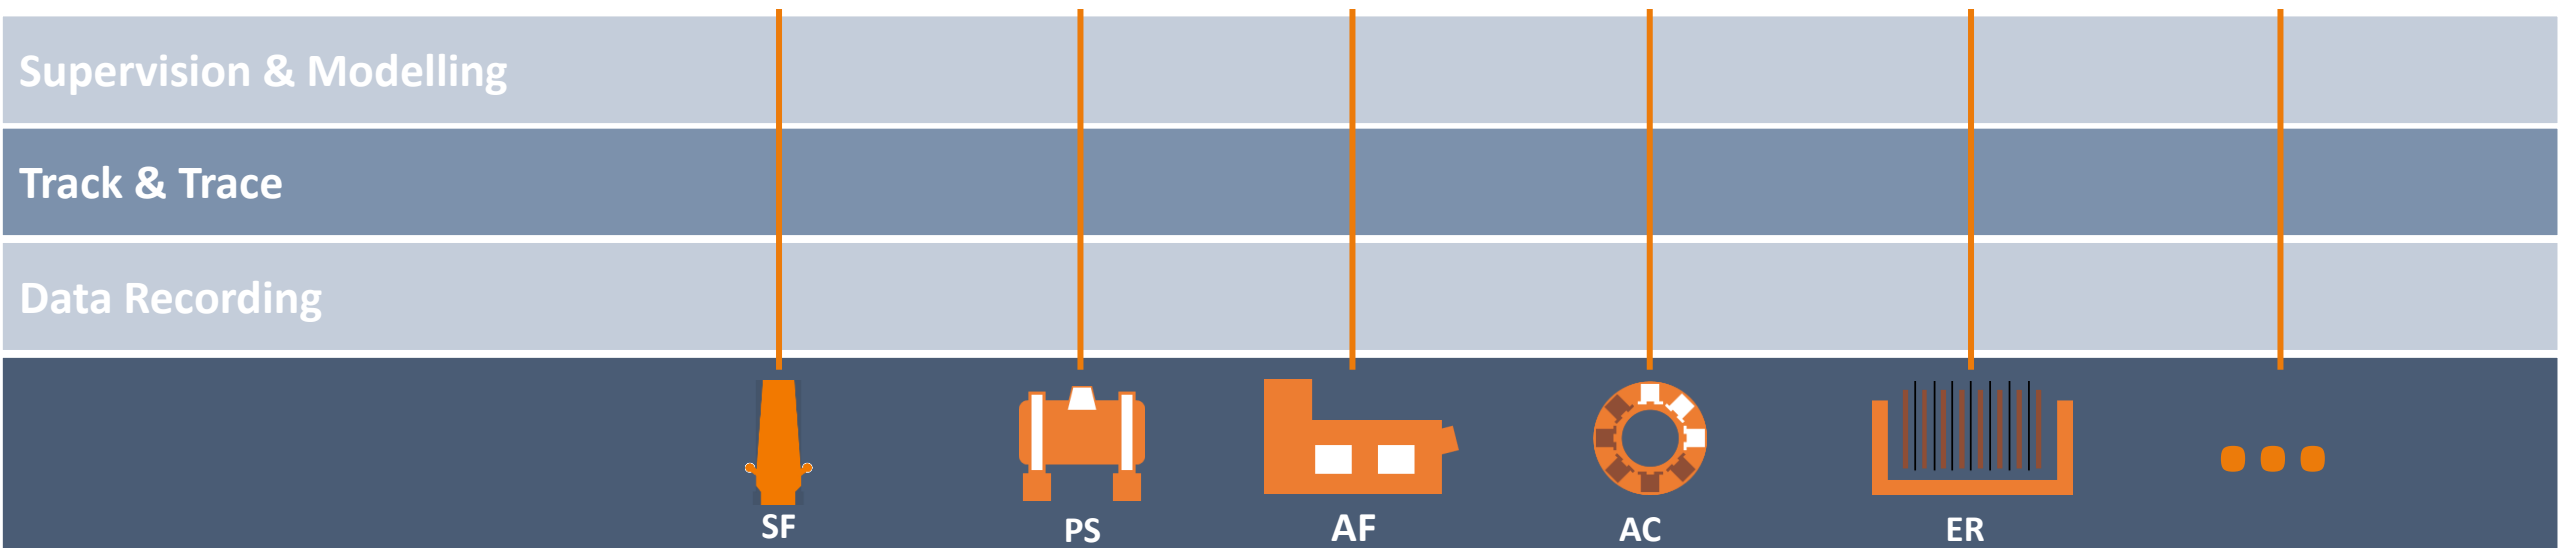 Supervision & Modelling
Track & Trace
Data Recording
SF
PS
AF
AC
ER